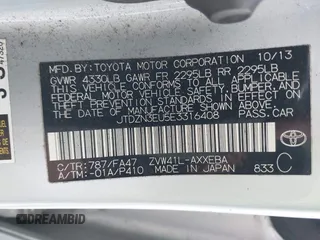 MFD BY: TOYOTA MOTOR CORPORATION 10/13
GVWR 4330LB GAWR FR 2295LB RR 2295LB
THIS VEHICLE CONFORMS TO ALL APPLICABLE
FEDERAL MOTOR VEHICLE SAFETY, BUMPER, AND
THEFT PREVENTION STANDARDS IN EFFECT ON
THE DATE OF MANUFACTURE SHOWN ABOVE.
JTDZN3EU5E3316408 PASS.CAR
C/TR: 787/FA47 ZVW41L-AXXEBA
A/TM: -01A/P410 MADE IN JAPAN 833 C
TOYOTA
DREAMBID